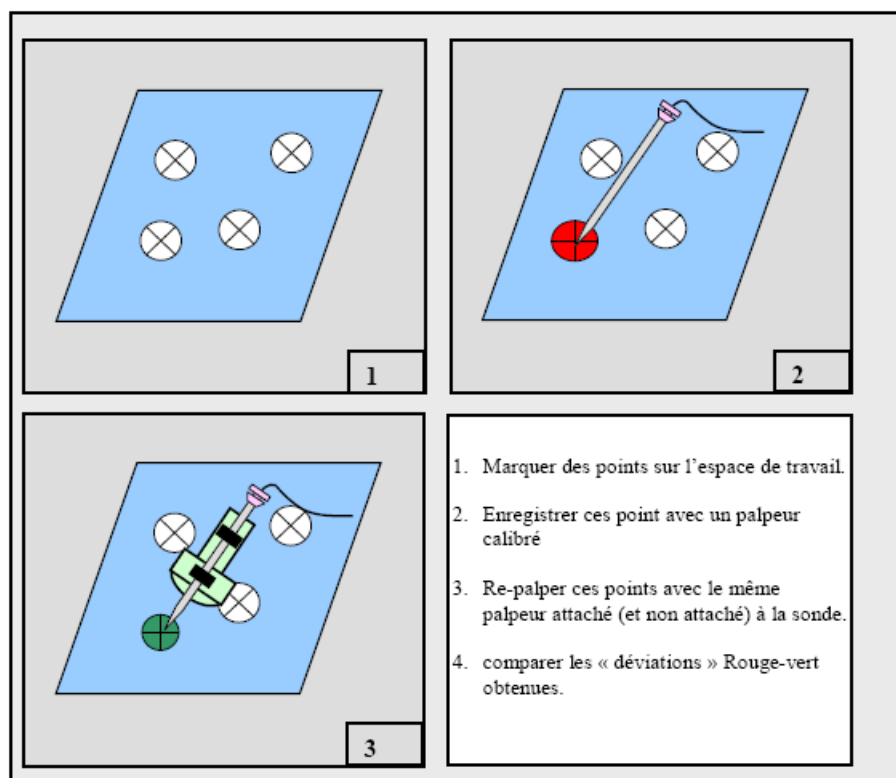 1
2
3
1. Marquer des points sur l'espace de travail.
2. Enregistrer ces point avec un palpeur
calibré
3. Re-palper ces points avec le même
palpeur attaché (et non attaché) à la sonde.
4. comparer les « déviations » Rouge-vert
obtenues.